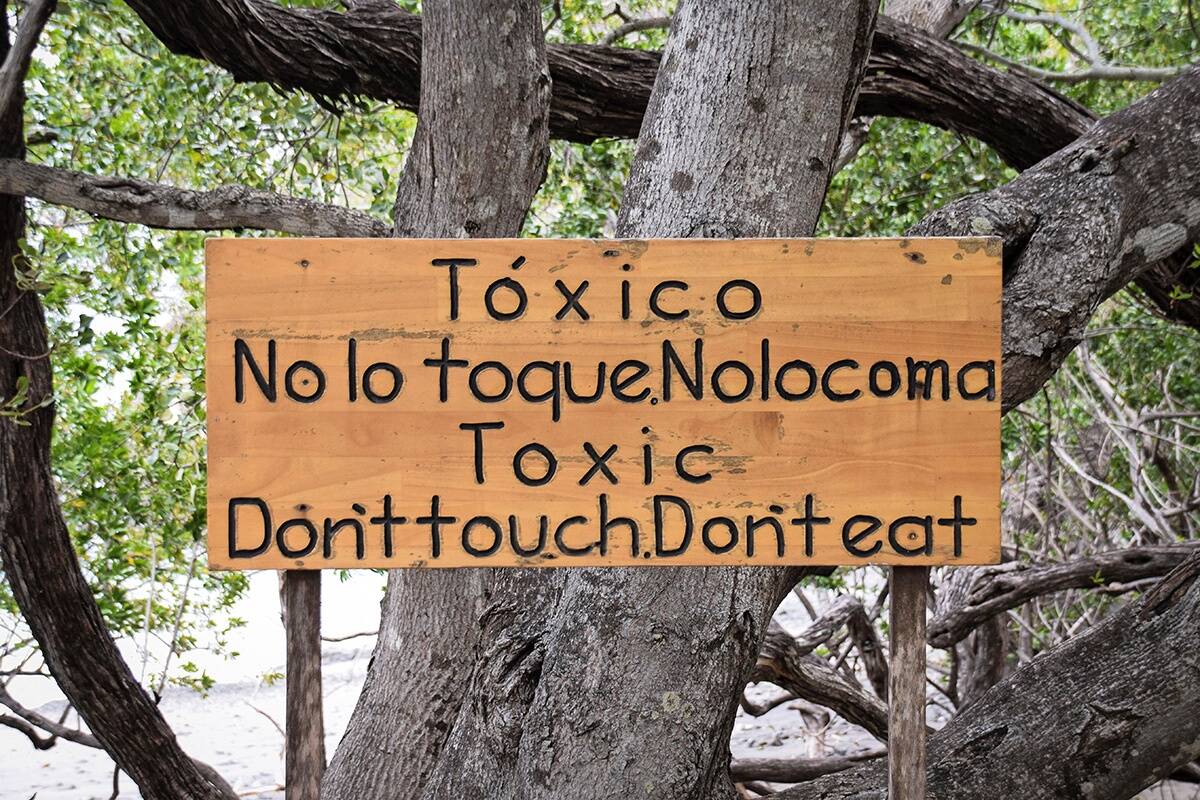 Tóxico
No lo toque. No lo coma
Toxic
Don't touch. Don't eat